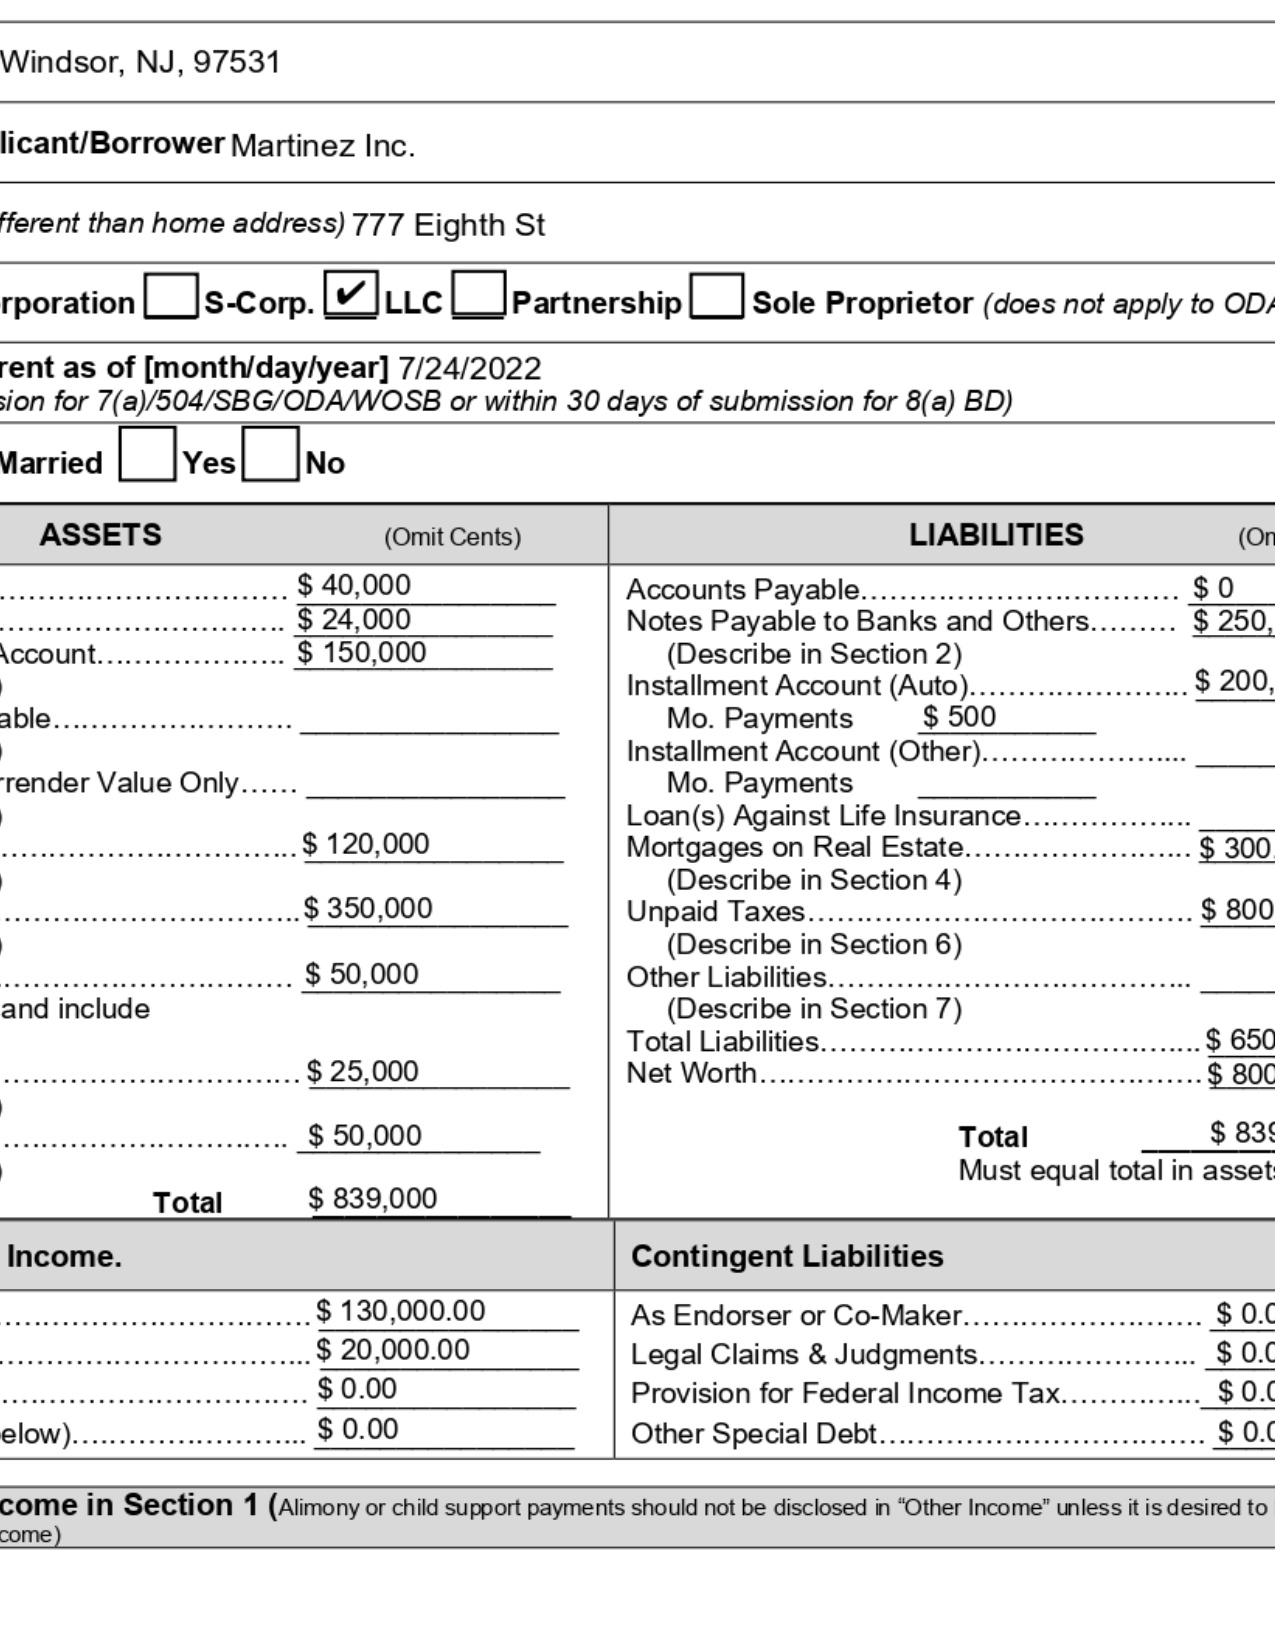 Windsor, NJ, 97531
licant/Borrower Martinez Inc.
fferent than home address) 777 Eighth St
rporation S-Corp. ✔ LLC Partnership Sole Proprietor (does not apply to ODA
rent as of [month/day/year] 7/24/2022
sion for 7(a)/504/SBG/ODA/WOSB or within 30 days of submission for 8(a) BD)
Married Yes No
ASSETS (Omit Cents)
$ 40,000
$ 24,000
Account................... $ 150,000
)
able...........................
)
rrender Value Only......
)
$ 120,000
)
$ 350,000
)
$ 50,000
and include
$ 25,000
)
$ 50,000
)
Total $ 839,000
LIABILITIES (Om
Accounts Payable................................... $ 0
Notes Payable to Banks and Others......... $ 250,
(Describe in Section 2)
Installment Account (Auto)........................ $ 200,
Mo. Payments $ 500
Installment Account (Other)......................
Mo. Payments
Loan(s) Against Life Insurance..................
Mortgages on Real Estate......................... $ 300,
(Describe in Section 4)
Unpaid Taxes.......................................... $ 800
(Describe in Section 6)
Other Liabilities.......................................
(Describe in Section 7)
Total Liabilities......................................... $ 650
Net Worth................................................ $ 800
Total $ 839
Must equal total in assets
Income.
$ 130,000.00
$ 20,000.00
$ 0.00
elow).......................... $ 0.00
Contingent Liabilities
As Endorser or Co-Maker.......................... $ 0.0
Legal Claims & Judgments........................ $ 0.0
Provision for Federal Income Tax............... $ 0.0
Other Special Debt.................................... $ 0.0
come in Section 1 (Alimony or child support payments should not be disclosed in “Other Income” unless it is desired to
come)